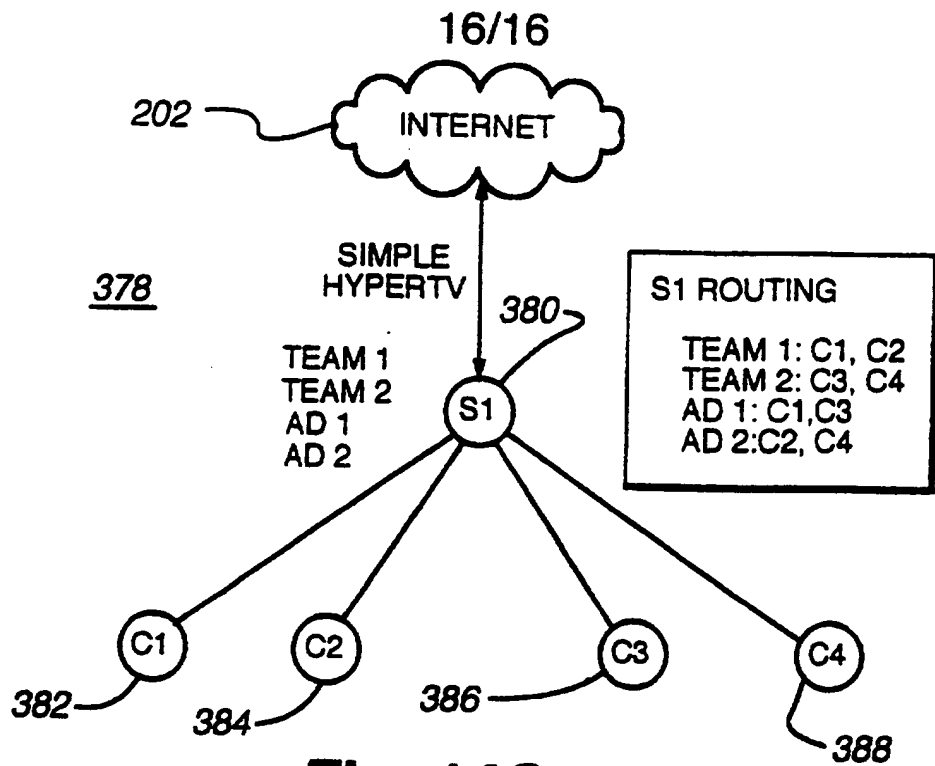 16/16
202
INTERNET
SIMPLE
HYPERTV
378
380
S1 ROUTING
TEAM 1: C1, C2
TEAM 2: C3, C4
AD 1: C1,C3
AD 2:C2, C4
TEAM 1
TEAM 2
AD 1
AD 2
S1
C1
C2
C3
C4
382
384
386
388